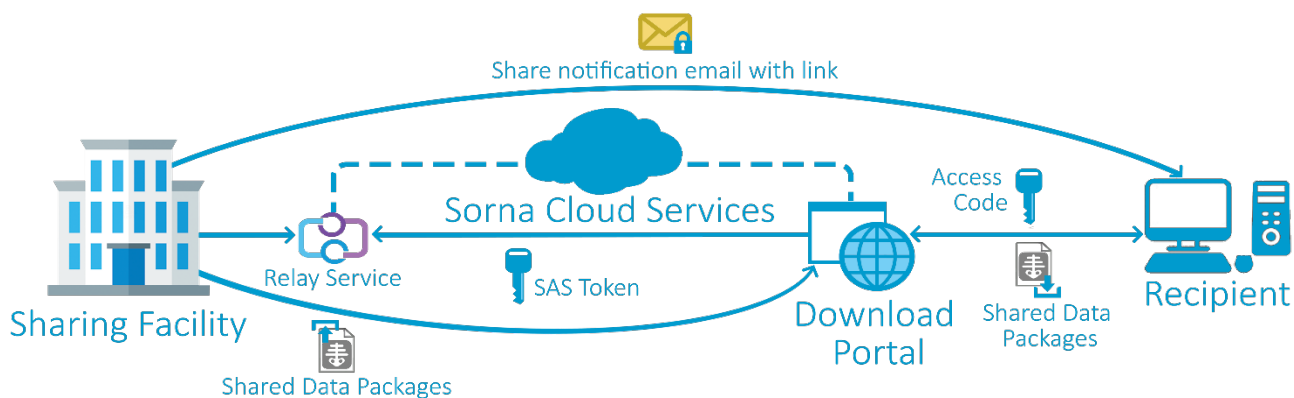 Share notification email with link
Sorna Cloud Services
Access
Code
Relay Service
SAS Token
Sharing Facility
Download
Portal
Shared Data
Packages
Recipient
Shared Data Packages